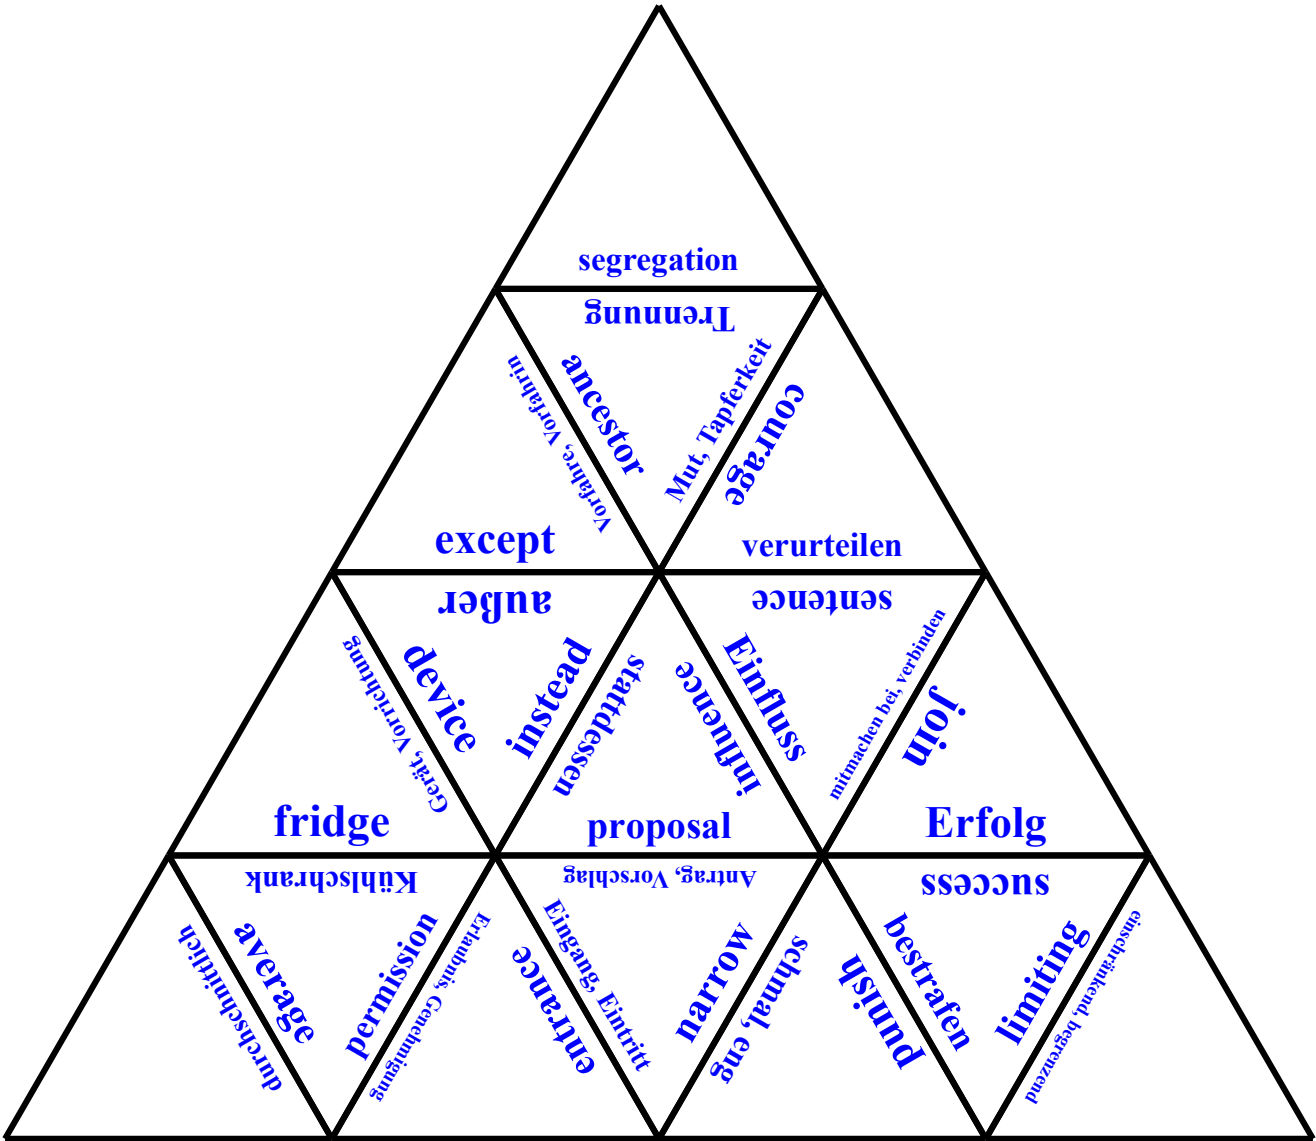 segregation
Trennung
ancestor
Vorfahre, Vorfahrin
Mut, Tapferkeit
courage
except
außer
verurteilen
sentence
device
Gerät, Vorrichtung
instead
stattdessen
influence
Einfluss
mitmachen bei, verbinden
join
fridge
Kühlschrank
proposal
Antrag, Vorschlag
Erfolg
success
average
durchschnittlich
permission
Erlaubnis, Genehmigung
Eingang, Eintritt
entrance
narrow
schmal, eng
bestrafen
punish
limiting
einschränkend, begrenzend